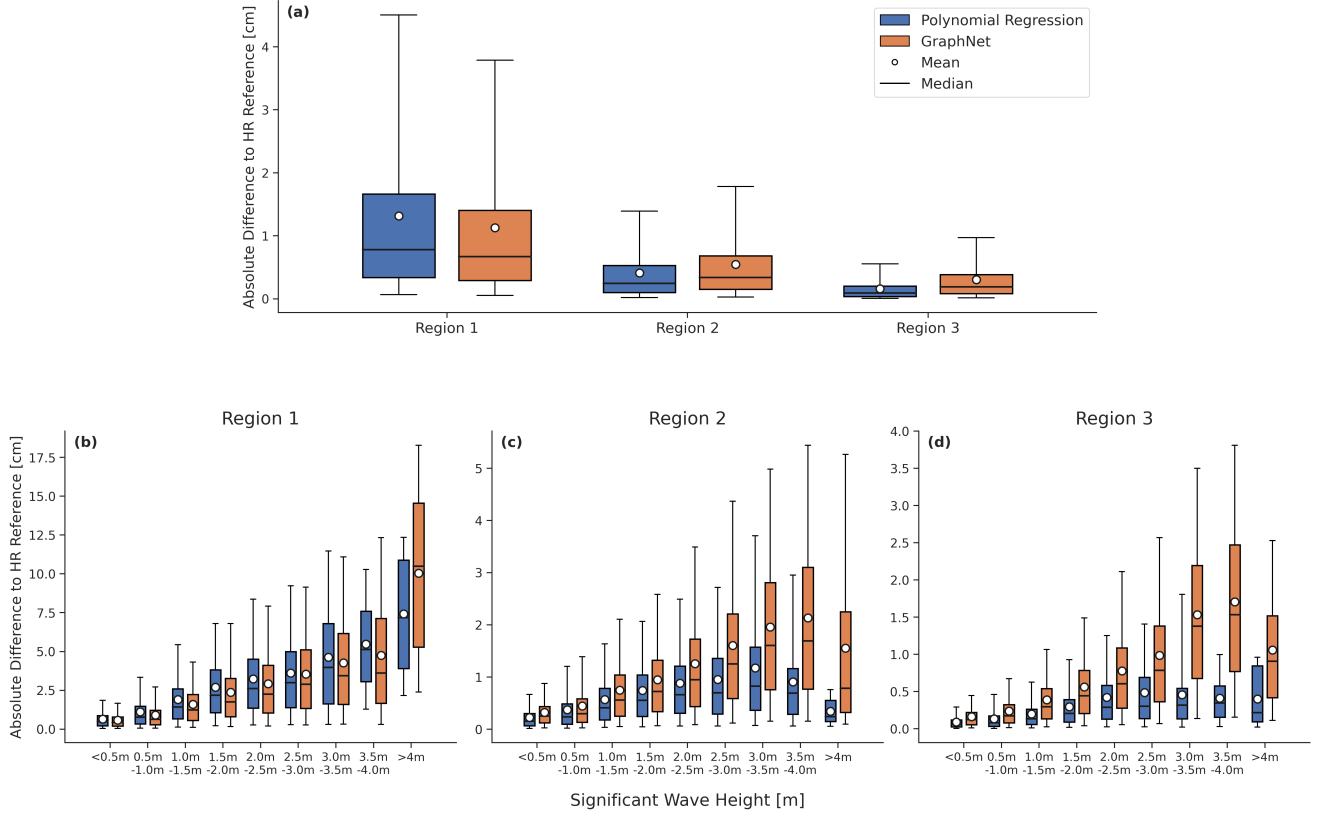 (a)
Absolute Difference to HR Reference [cm]
4
3
2
1
0
Region 1
Region 2
Region 3
Polynomial Regression
GraphNet
Mean
Median
Region 1
(b)
Absolute Difference to HR Reference [cm]
17.5
15.0
12.5
10.0
7.5
5.0
2.5
0.0
<0.5m
0.5m
-1.0m
1.0m
-1.5m
1.5m
-2.0m
2.0m
-2.5m
2.5m
-3.0m
3.0m
-3.5m
3.5m
-4.0m
>4m
Region 2
(c)
5
4
3
2
1
0
<0.5m
0.5m
-1.0m
1.0m
-1.5m
1.5m
-2.0m
2.0m
-2.5m
2.5m
-3.0m
3.0m
-3.5m
3.5m
-4.0m
>4m
Region 3
(d)
4.0
3.5
3.0
2.5
2.0
1.5
1.0
0.5
0.0
<0.5m
0.5m
-1.0m
1.0m
-1.5m
1.5m
-2.0m
2.0m
-2.5m
2.5m
-3.0m
3.0m
-3.5m
3.5m
-4.0m
>4m
Significant Wave Height [m]